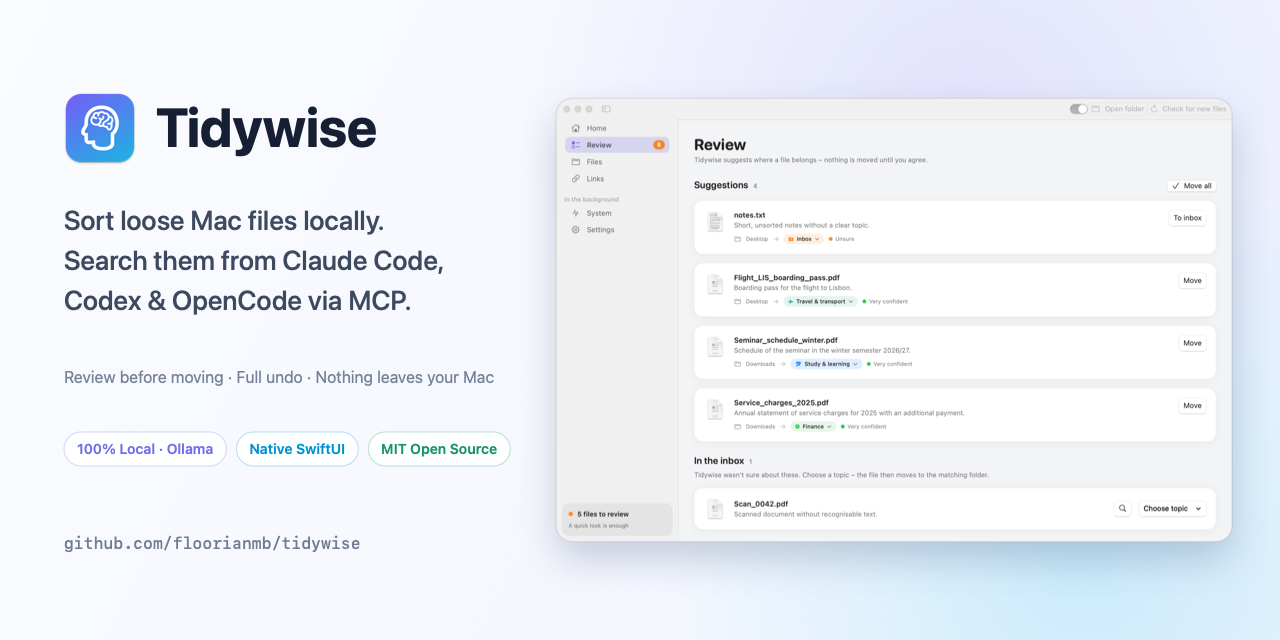 Tidywise
Sort loose Mac files locally.
Search them from Claude Code,
Codex & OpenCode via MCP.
Review before moving · Full undo · Nothing leaves your Mac
100% Local · Ollama
Native SwiftUI
MIT Open Source
github.com/floorianmb/tidywise
Open folder
Check for new files
Home
Review
5
Files
Links
In the background
System
Settings
5 files to review
A quick look is enough
Review
Tidywise suggests where a file belongs – nothing is moved until you agree.
Suggestions 4
Move all
notes.txt
Short, unsorted notes without a clear topic.
Desktop → Inbox Unsure
To inbox
Flight_LIS_boarding_pass.pdf
Boarding pass for the flight to Lisbon.
Desktop → Travel & transport Very confident
Move
Seminar_schedule_winter.pdf
Schedule of the seminar in the winter semester 2026/27.
Downloads → Study & learning Very confident
Move
Service_charges_2025.pdf
Annual statement of service charges for 2025 with an additional payment.
Downloads → Finance Very confident
Move
In the inbox 1
Tidywise wasn't sure about these. Choose a topic – the file then moves to the matching folder.
Scan_0042.pdf
Scanned document without recognisable text.
Choose topic